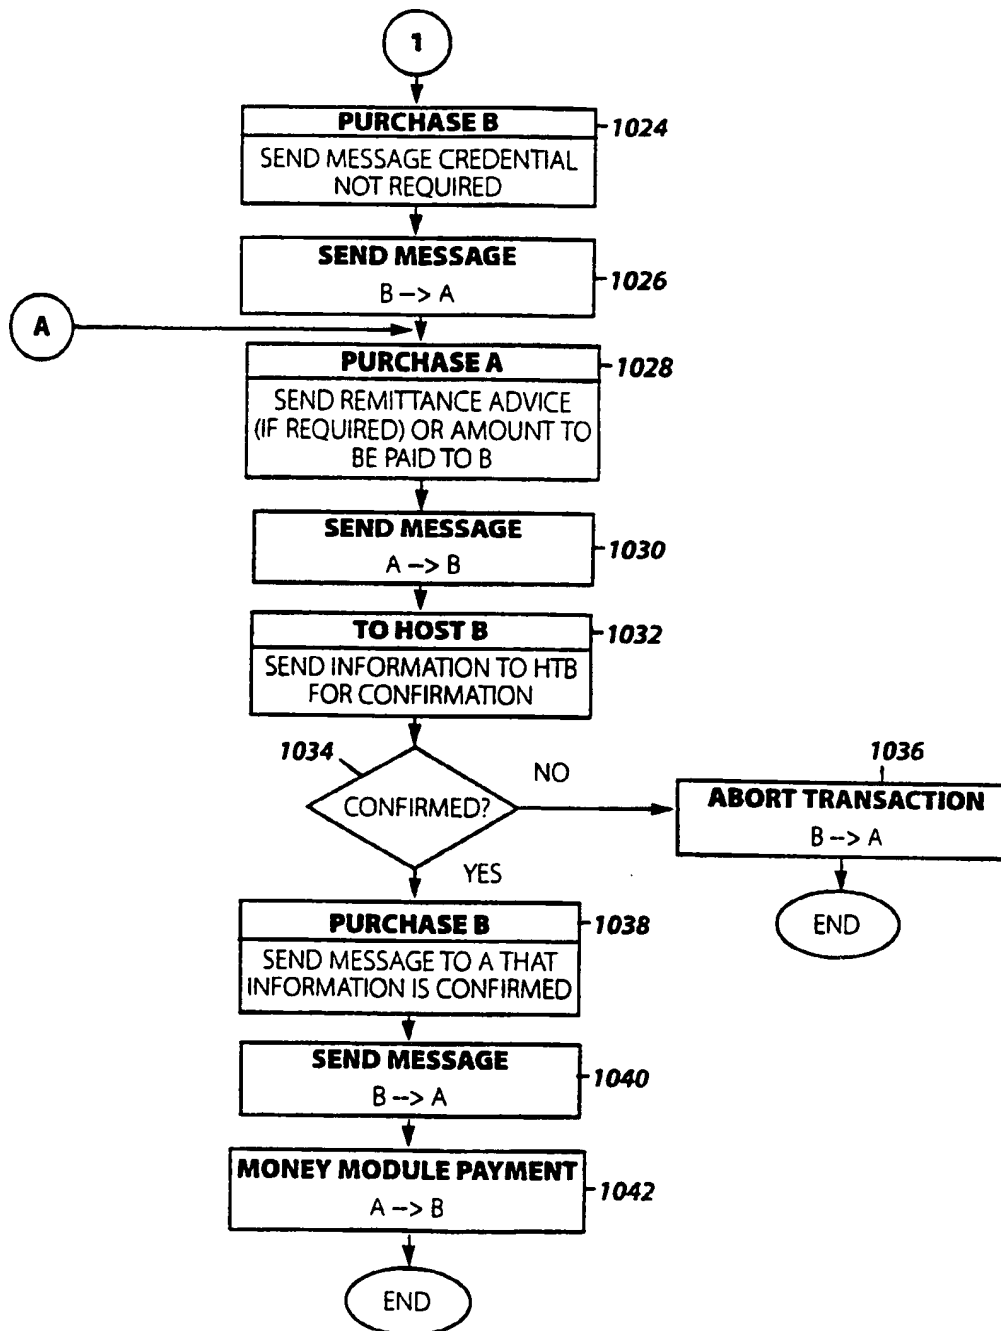 1
PURCHASE B
1024
SEND MESSAGE CREDENTIAL
NOT REQUIRED
SEND MESSAGE
1026
B --> A
A
PURCHASE A
1028
SEND REMITTANCE ADVICE
(IF REQUIRED) OR AMOUNT TO
BE PAID TO B
SEND MESSAGE
1030
A --> B
TO HOST B
1032
SEND INFORMATION TO HTB
FOR CONFIRMATION
1034
CONFIRMED?
NO
1036
ABORT TRANSACTION
B --> A
END
YES
PURCHASE B
1038
SEND MESSAGE TO A THAT
INFORMATION IS CONFIRMED
SEND MESSAGE
1040
B --> A
MONEY MODULE PAYMENT
1042
A --> B
END